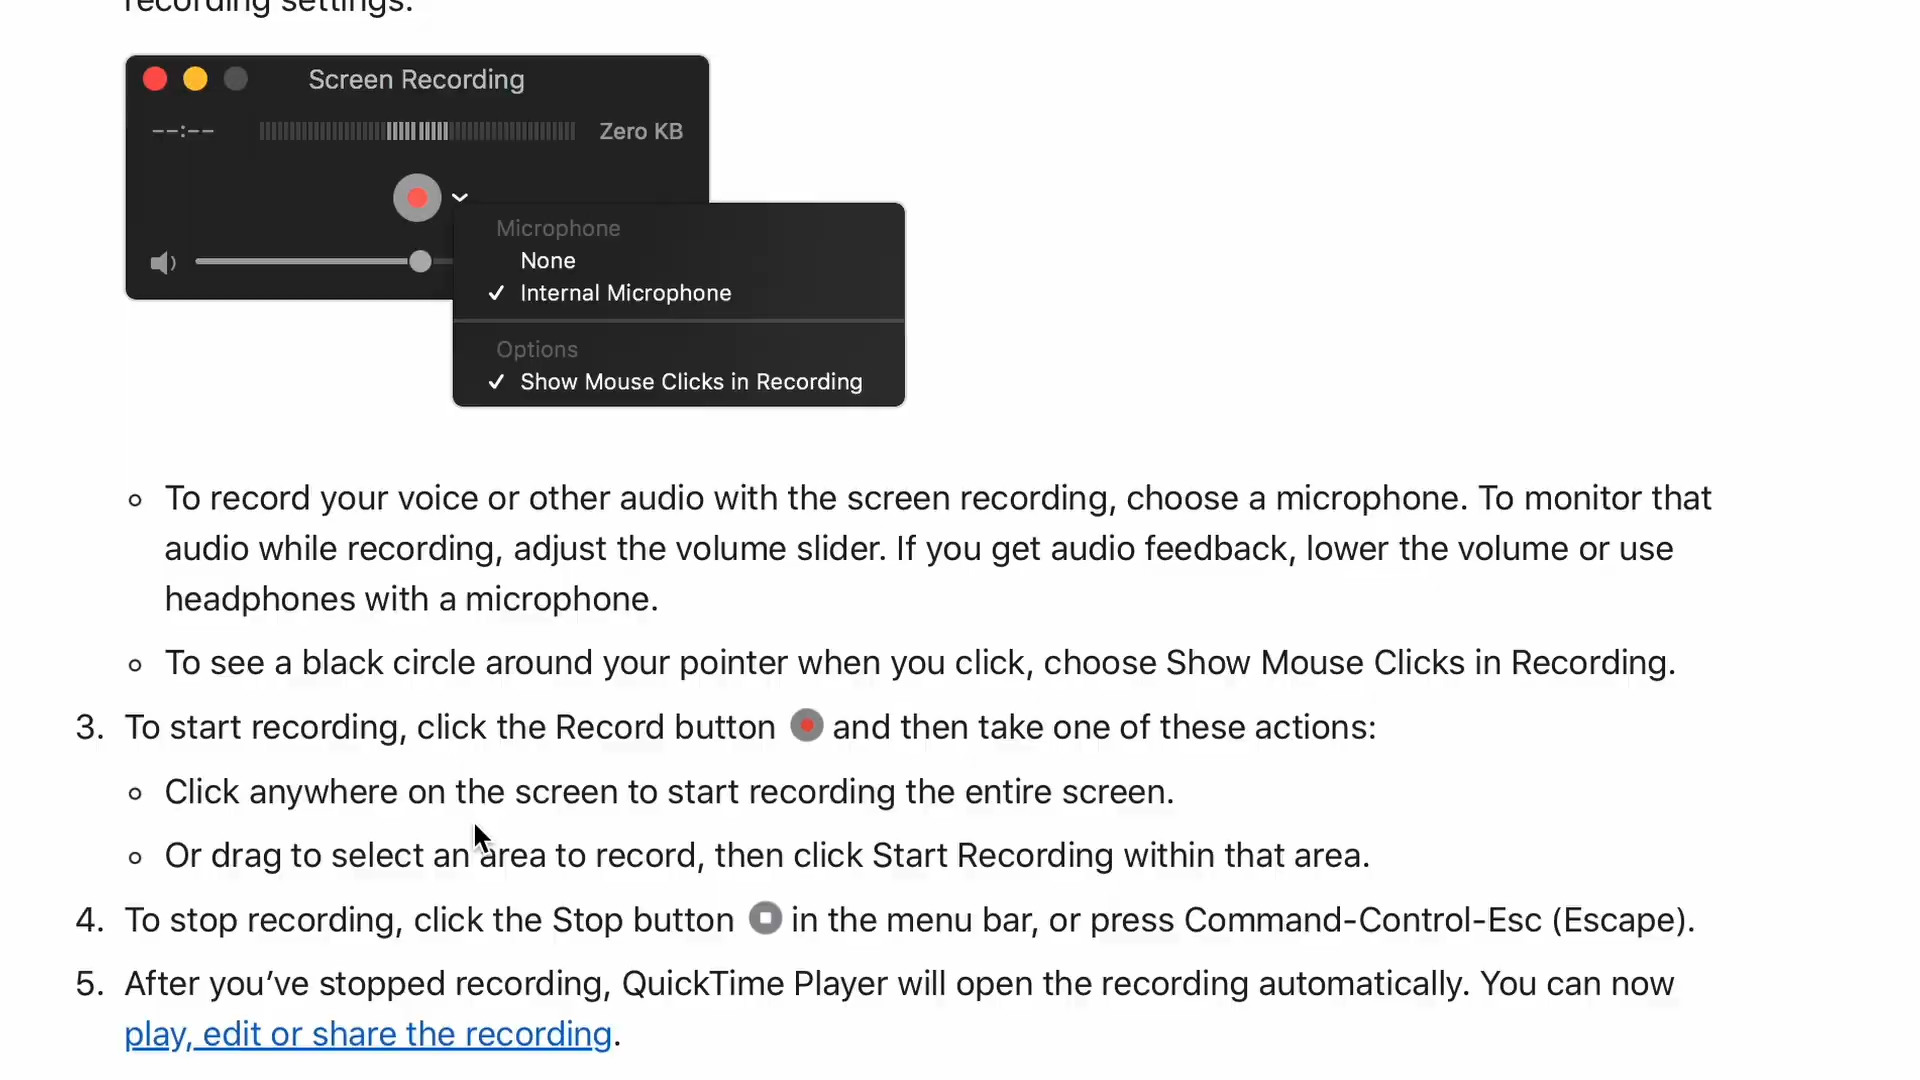 recording settings.
Screen Recording
--:-- Zero KB
Microphone
None
✓ Internal Microphone
Options
✓ Show Mouse Clicks in Recording
◦ To record your voice or other audio with the screen recording, choose a microphone. To monitor that
audio while recording, adjust the volume slider. If you get audio feedback, lower the volume or use
headphones with a microphone.
◦ To see a black circle around your pointer when you click, choose Show Mouse Clicks in Recording.
3. To start recording, click the Record button and then take one of these actions:
◦ Click anywhere on the screen to start recording the entire screen.
◦ Or drag to select an area to record, then click Start Recording within that area.
4. To stop recording, click the Stop button in the menu bar, or press Command-Control-Esc (Escape).
5. After you’ve stopped recording, QuickTime Player will open the recording automatically. You can now
play, edit or share the recording.